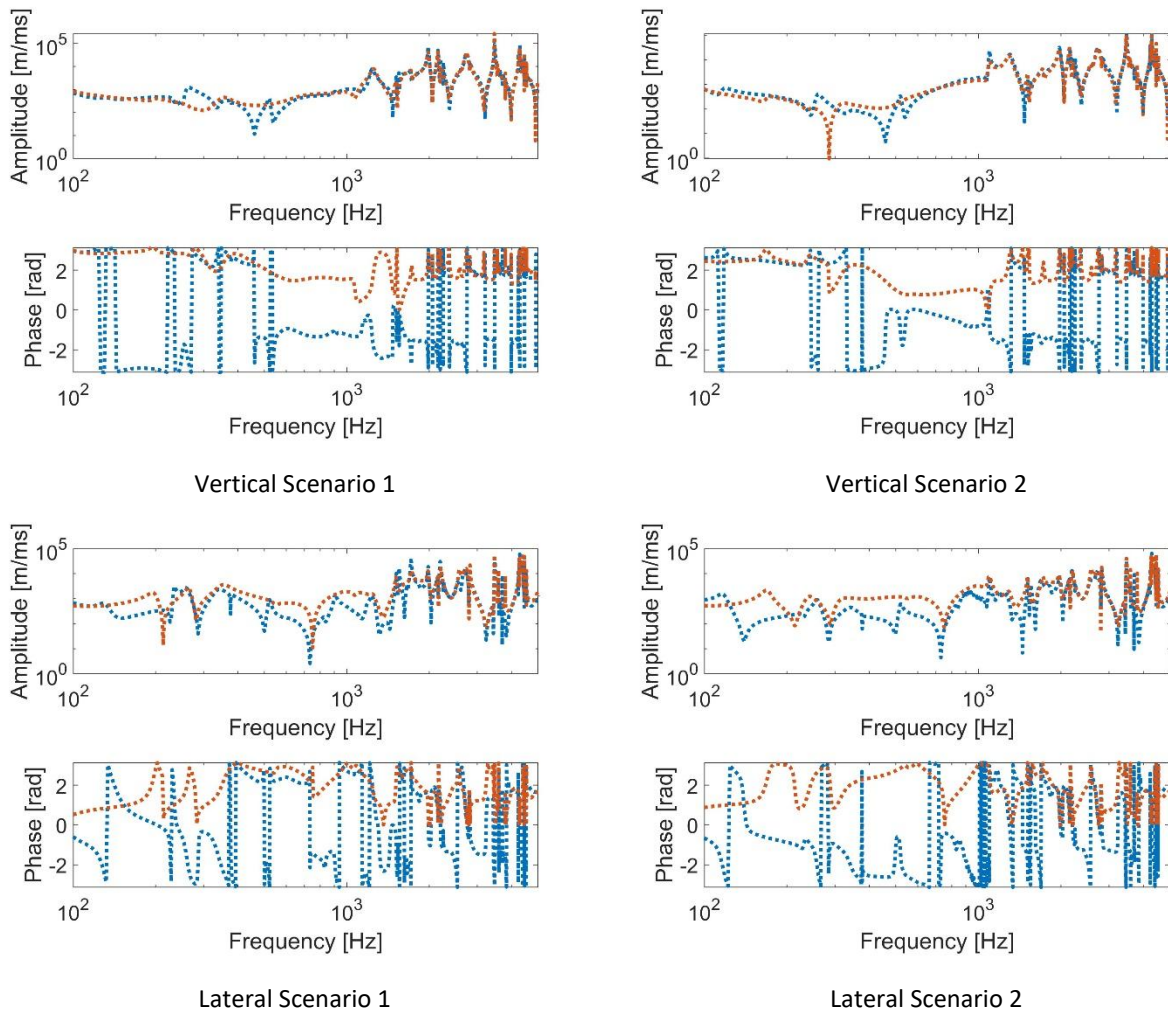 Amplitude [m/ms]
10^5
10^0
10^2
10^3
Frequency [Hz]
Phase [rad]
2
0
-2
10^2
10^3
Frequency [Hz]
Vertical Scenario 1
Amplitude [m/ms]
10^0
10^2
10^3
Frequency [Hz]
Phase [rad]
2
0
-2
10^2
10^3
Frequency [Hz]
Vertical Scenario 2
Amplitude [m/ms]
10^5
10^0
10^2
10^3
Frequency [Hz]
Phase [rad]
2
0
-2
10^2
10^3
Frequency [Hz]
Lateral Scenario 1
Amplitude [m/ms]
10^5
10^0
10^2
10^3
Frequency [Hz]
Phase [rad]
2
0
-2
10^2
10^3
Frequency [Hz]
Lateral Scenario 2